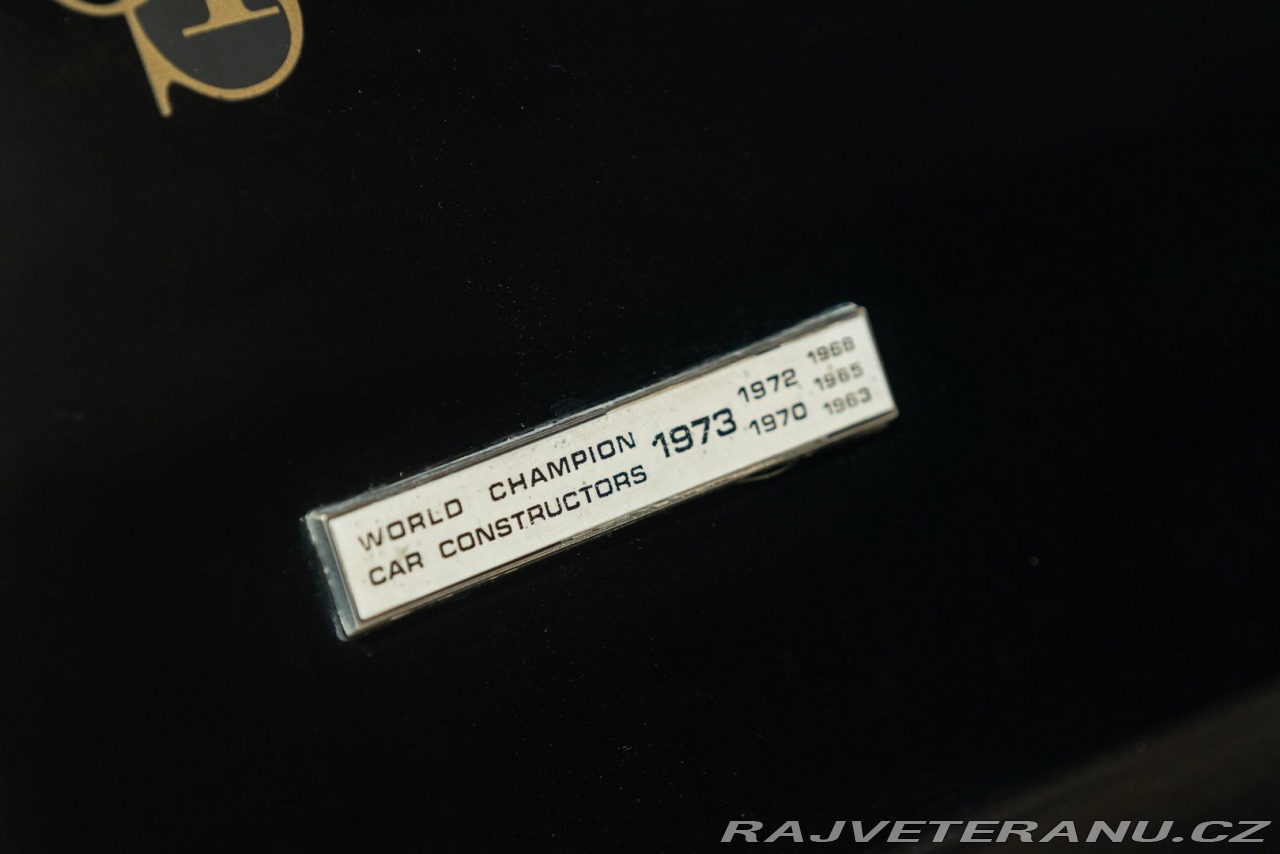 WORLD CHAMPION
CAR CONSTRUCTORS
1973
1972
1970
1968
1965
1963
RAJVETERANU.CZ